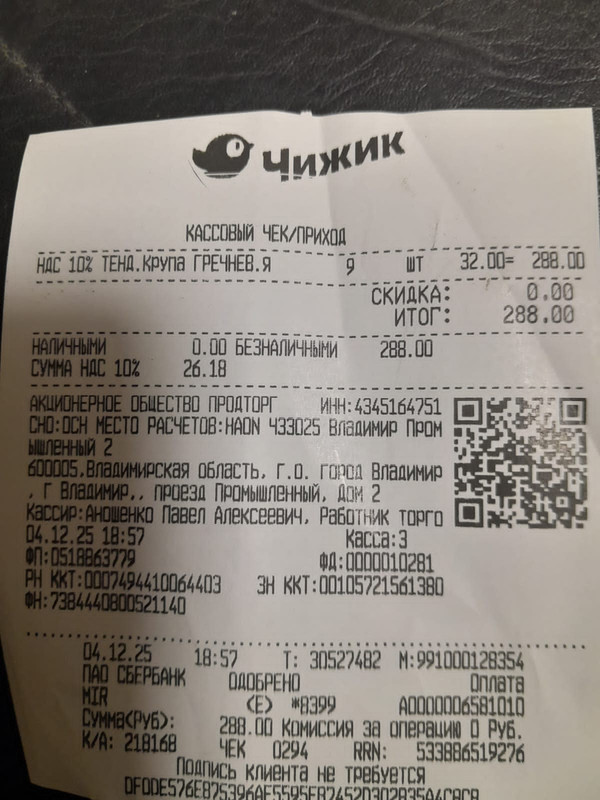 Чижик
КАССОВЫЙ ЧЕК/ПРИХОД
НДС 10% ТЕНД.КРУПА ГРЕЧНЕВ.Я 9 ШТ 32.00= 288.00
СКИДКА: 0.00
ИТОГ: 288.00
НАЛИЧНЫМИ 0.00 БЕЗНАЛИЧНЫМИ 288.00
СУММА НДС 10% 26.18
АКЦИОНЕРНОЕ ОБЩЕСТВО ПРОДТОРГ ИНН:4345164751
СНО:ОСН МЕСТО РАСЧЕТОВ:HAON 433025 Владимир Пром
ышленный 2
600005,Владимирская область, Г.О. ГОРОД Владимир
, Г Владимир,, проезд Промышленный, Дом 2
Кассир:Аношенко Павел Алексеевич, Работник торго
04.12.25 18:57 Касса:3
ФП:0518863779 ФД:0000010281
РН ККТ:0007494410064403 ЗН ККТ:00105721561380
ФН:7384440800521140
04.12.25 18:57 Т: 30527482 М:991000128354
ПАО СБЕРБАНК ОДОБРЕНО Оплата
MIR (E) *8399 A0000006581010
Сумма(Руб): 288.00 Комиссия за операцию 0 Руб.
К/А: 218168 ЧЕК 0294 RRN: 533886519276
Подпись клиента не требуется